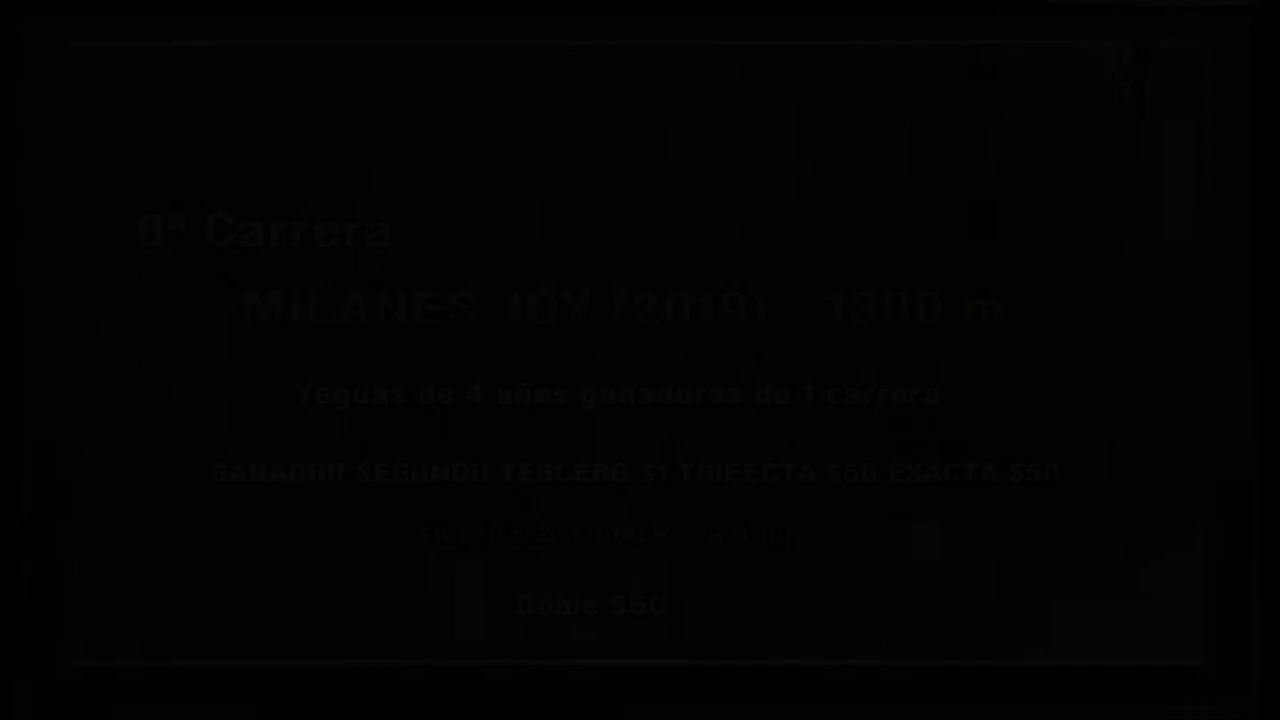 8ª Carrera
MILANES JOY (2019) - 1300 m
Yeguas de 4 años ganadoras de 1 carrera
GANADOR SEGUNDO TERCERO $1 TRIFECTA $50 EXACTA $50
Doble $50